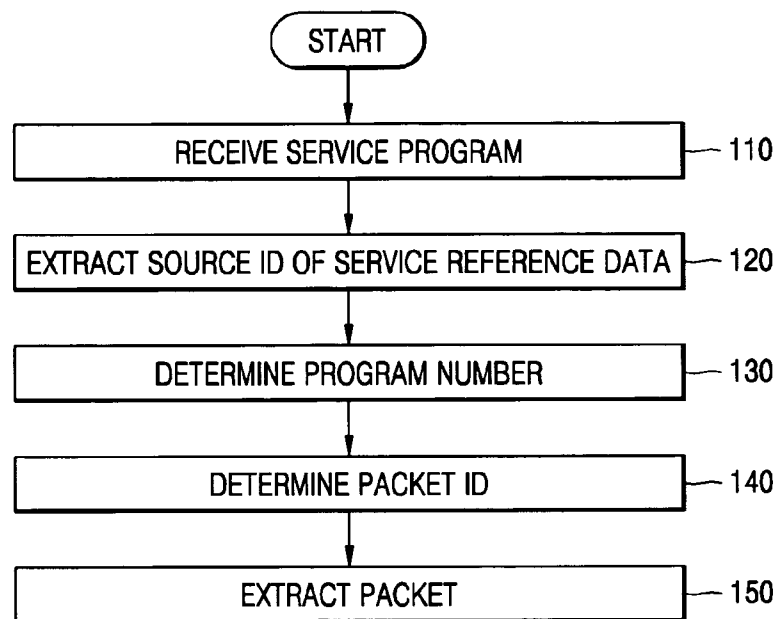 START
RECEIVE SERVICE PROGRAM 110
EXTRACT SOURCE ID OF SERVICE REFERENCE DATA 120
DETERMINE PROGRAM NUMBER 130
DETERMINE PACKET ID 140
EXTRACT PACKET 150